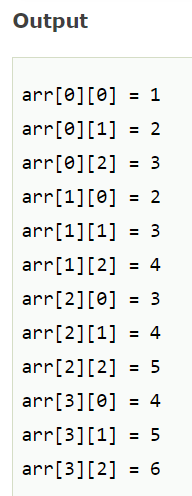 Output
arr[0][0] = 1
arr[0][1] = 2
arr[0][2] = 3
arr[1][0] = 2
arr[1][1] = 3
arr[1][2] = 4
arr[2][0] = 3
arr[2][1] = 4
arr[2][2] = 5
arr[3][0] = 4
arr[3][1] = 5
arr[3][2] = 6